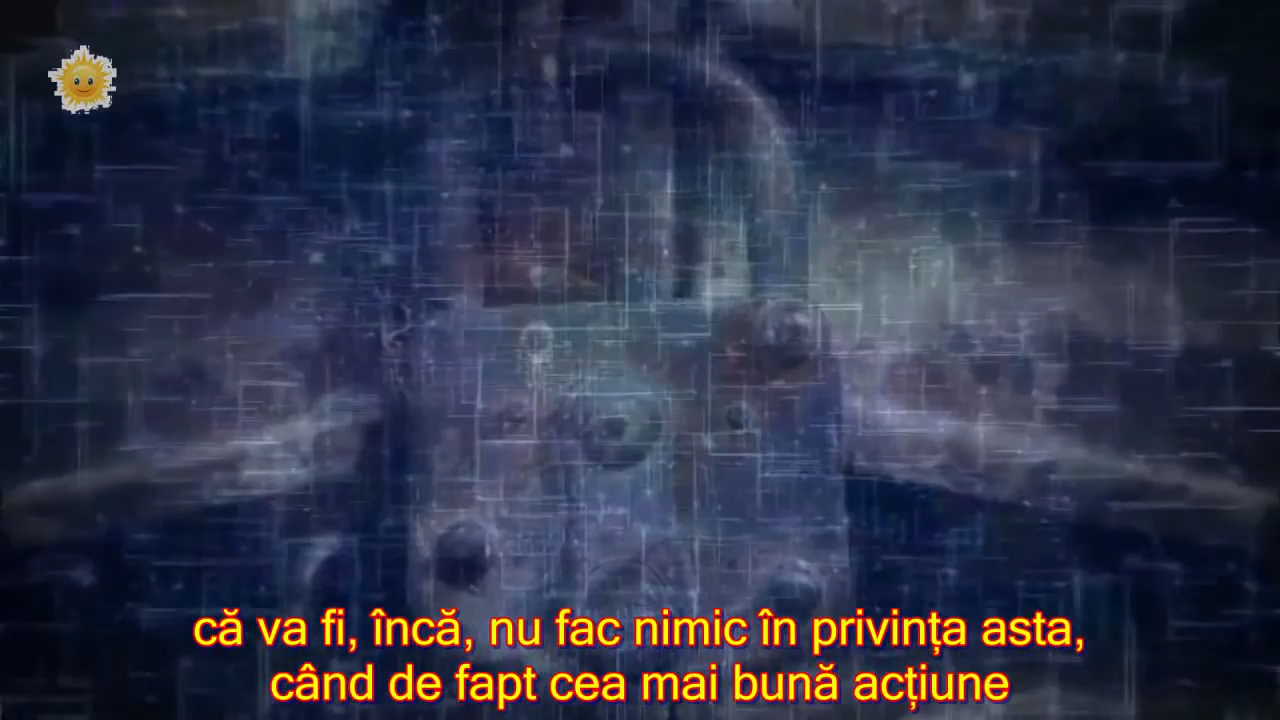 că va fi, încă, nu fac nimic în privința asta,
când de fapt cea mai bună acțiune